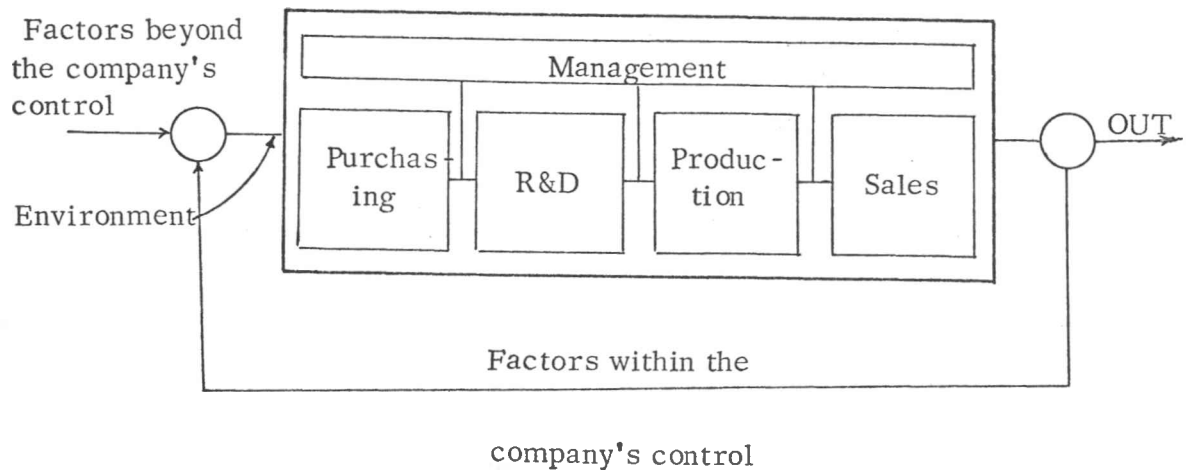 Factors beyond
the company's
control
Management
Purchas-
ing
R&D
Produc-
tion
Sales
OUT
Environment
Factors within the
company's control